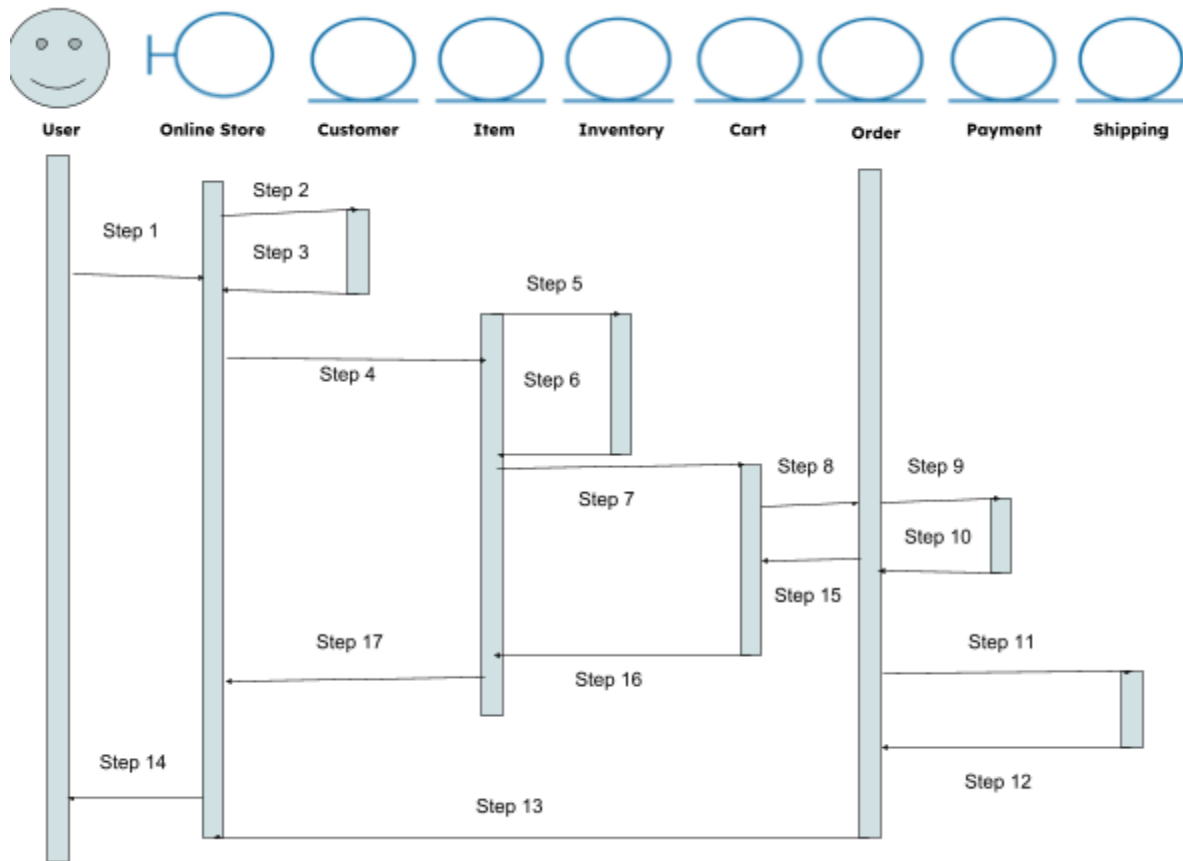 User
Online Store
Customer
Item
Inventory
Cart
Order
Payment
Shipping
Step 2
Step 1
Step 3
Step 5
Step 4
Step 6
Step 8
Step 9
Step 7
Step 10
Step 15
Step 17
Step 11
Step 16
Step 14
Step 12
Step 13